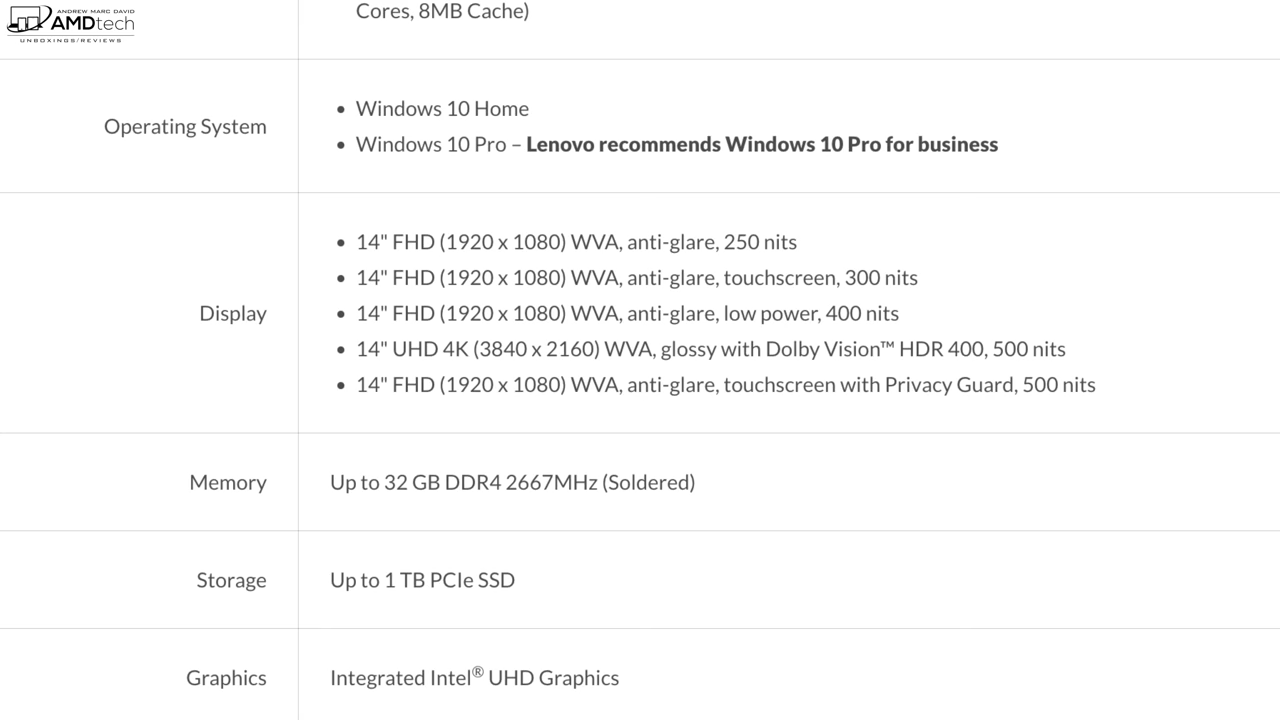 ANDREW MARC DAVID
AMDtech
UNBOXINGS/REVIEWS
Cores, 8MB Cache)
Operating System
• Windows 10 Home
• Windows 10 Pro – Lenovo recommends Windows 10 Pro for business
Display
• 14" FHD (1920 x 1080) WVA, anti-glare, 250 nits
• 14" FHD (1920 x 1080) WVA, anti-glare, touchscreen, 300 nits
• 14" FHD (1920 x 1080) WVA, anti-glare, low power, 400 nits
• 14" UHD 4K (3840 x 2160) WVA, glossy with Dolby Vision™ HDR 400, 500 nits
• 14" FHD (1920 x 1080) WVA, anti-glare, touchscreen with Privacy Guard, 500 nits
Memory
Up to 32 GB DDR4 2667MHz (Soldered)
Storage
Up to 1 TB PCIe SSD
Graphics
Integrated Intel® UHD Graphics